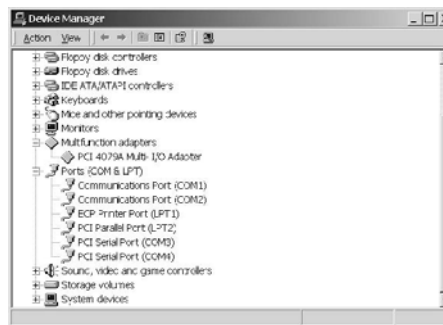 Device Manager
Action View
Floppy disk controllers
Floppy disk drives
IDE ATA/ATAPI controllers
Keyboards
Mice and other pointing devices
Monitors
Multifunction adapters
PCI 4079A Multi-I/O Adapter
Ports (COM & LPT)
Communications Port (COM1)
Communications Port (COM2)
ECP Printer Port (LPT1)
PCI Parallel Port (LPT2)
PCI Serial Port (COM3)
PCI Serial Port (COM4)
Sound, video and game controllers
Storage volumes
System devices